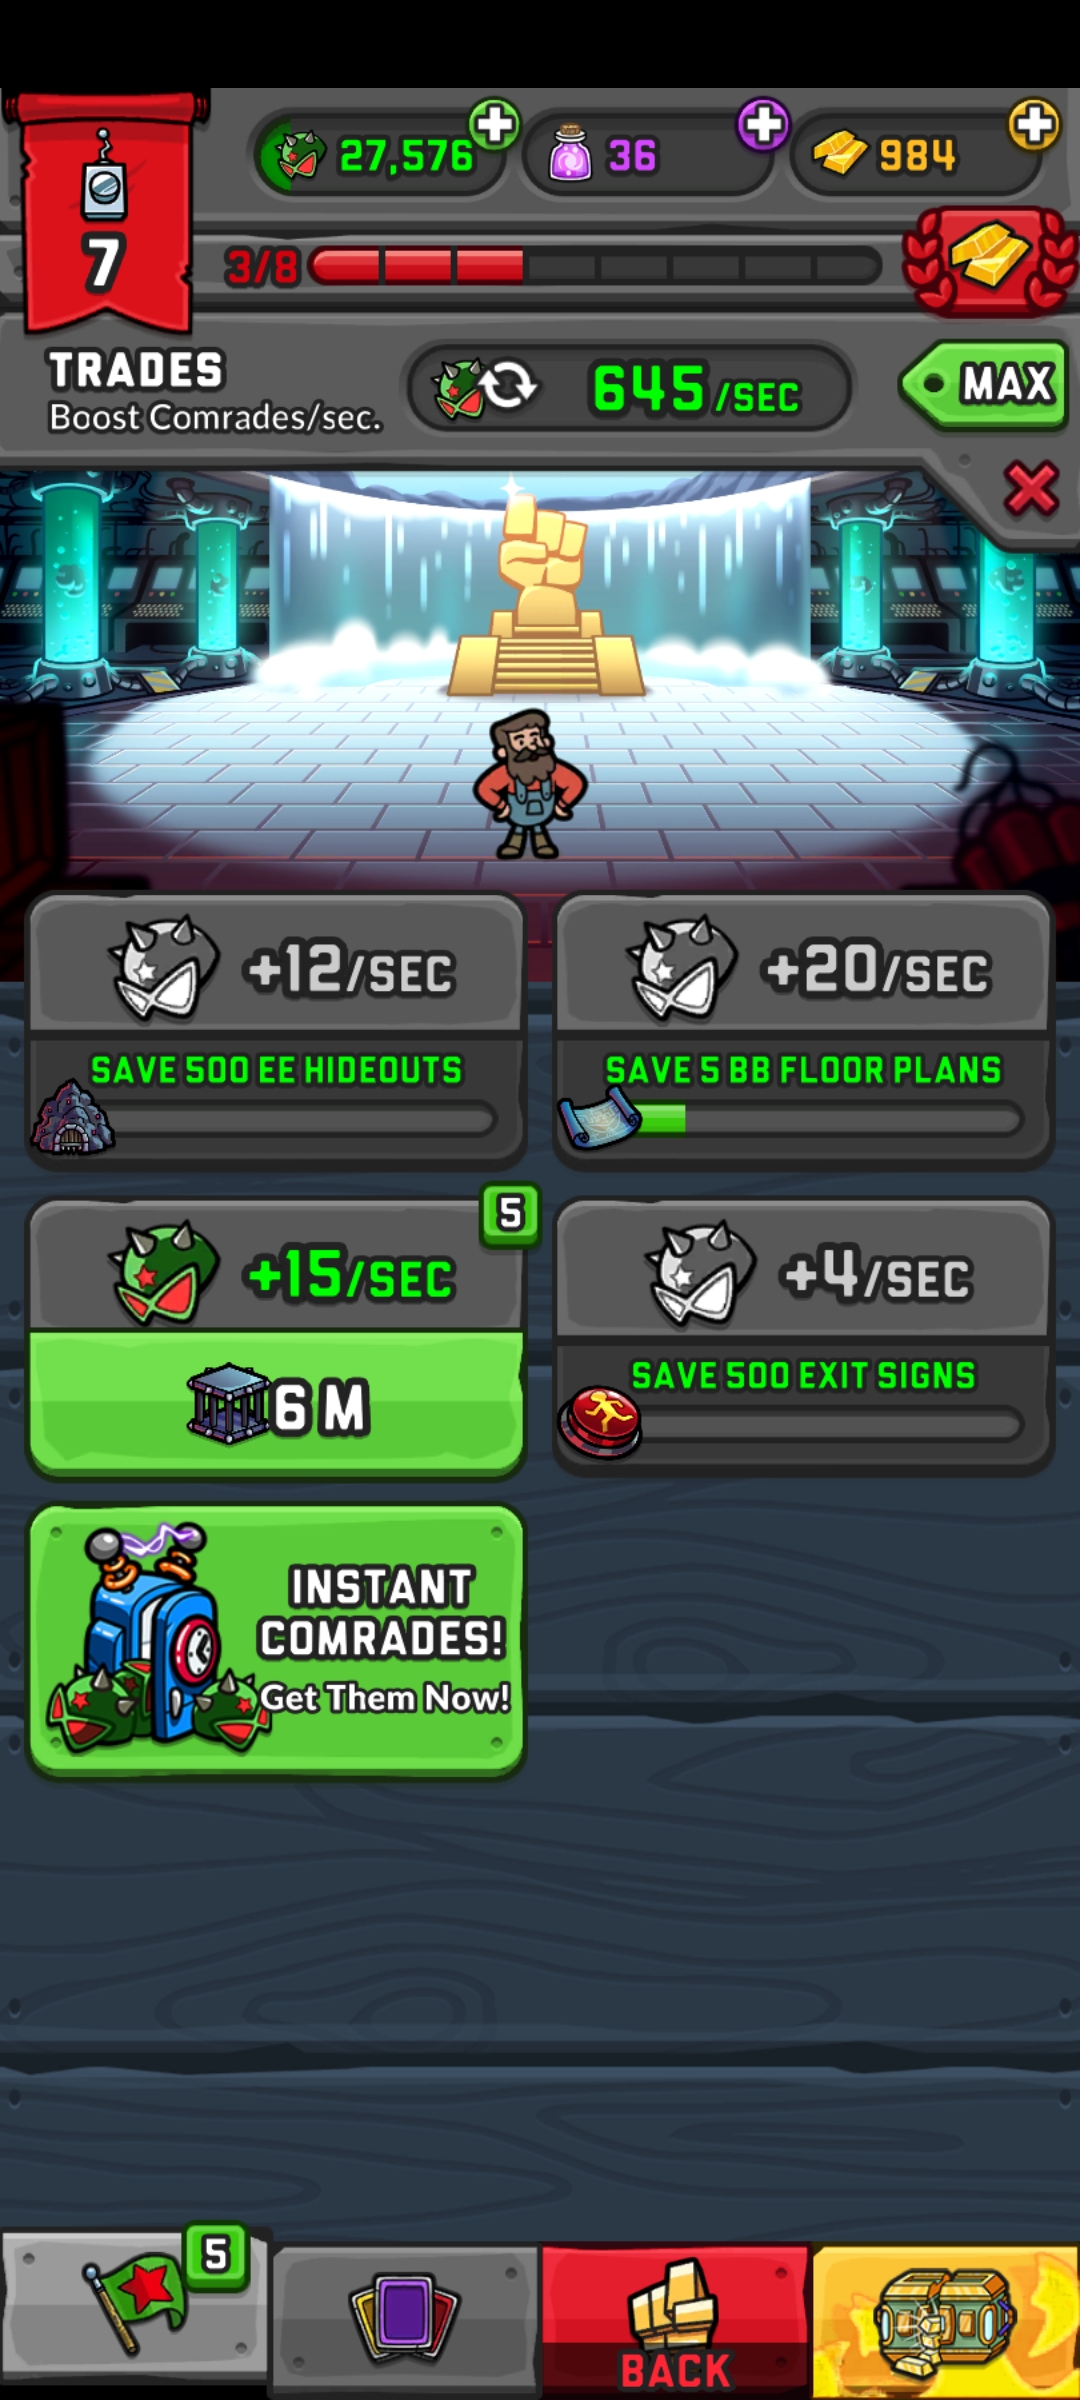 27,576
36
984
7
3/8
TRADES
Boost Comrades/sec.
645/SEC
MAX
+12/SEC
+20/SEC
SAVE 500 EE HIDEOUTS
SAVE 5 BB FLOOR PLANS
5
+15/SEC
+4/SEC
6 M
SAVE 500 EXIT SIGNS
INSTANT
COMRADES!
Get Them Now!
5
BACK